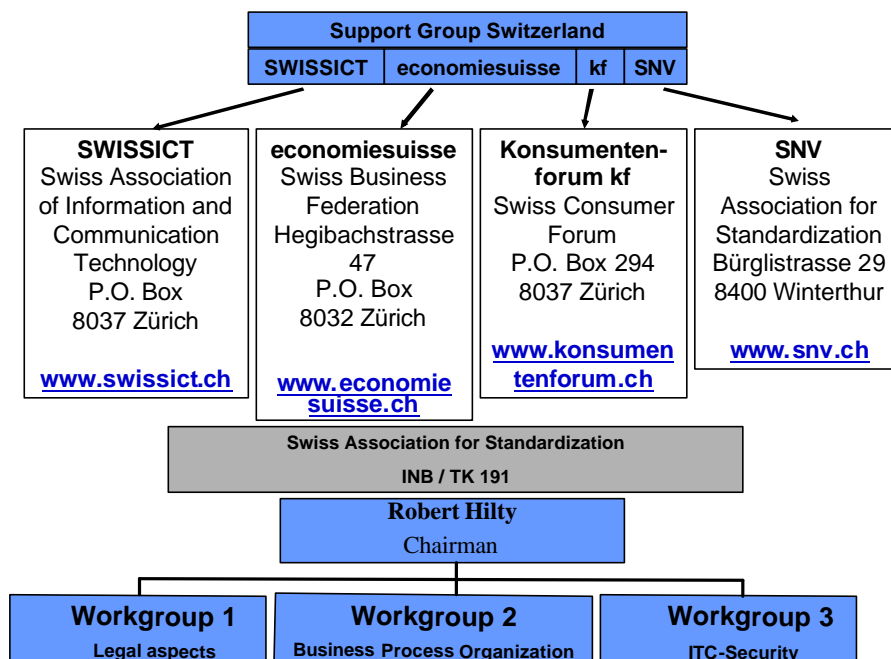 Support Group Switzerland
SWISSICT economiesuisse kf SNV
SWISSICT
Swiss Association
of Information and
Communication
Technology
P.O. Box
8037 Zürich
www.swissict.ch
economiesuisse
Swiss Business
Federation
Hegibachstrasse
47
P.O. Box
8032 Zürich
www.economie
suisse.ch
Konsumenten-
forum kf
Swiss Consumer
Forum
P.O. Box 294
8037 Zürich
www.konsumen
tenforum.ch
SNV
Swiss
Association for
Standardization
Bürglistrasse 29
8400 Winterthur
www.snv.ch
Swiss Association for Standardization
INB / TK 191
Robert Hilty
Chairman
Workgroup 1
Legal aspects
Workgroup 2
Business Process Organization
Workgroup 3
ITC-Security